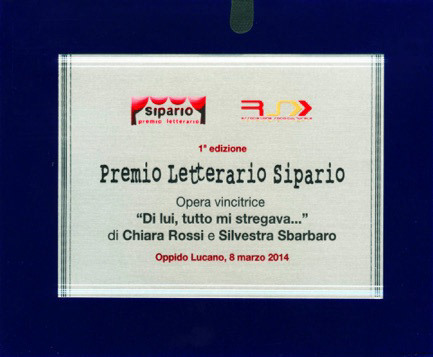 sipario
premio letterario
1ª edizione
Premio Letterario Sipario
Opera vincitrice
“Di lui, tutto mi stregava...”
di Chiara Rossi e Silvestra Sbarbaro
Oppido Lucano, 8 marzo 2014